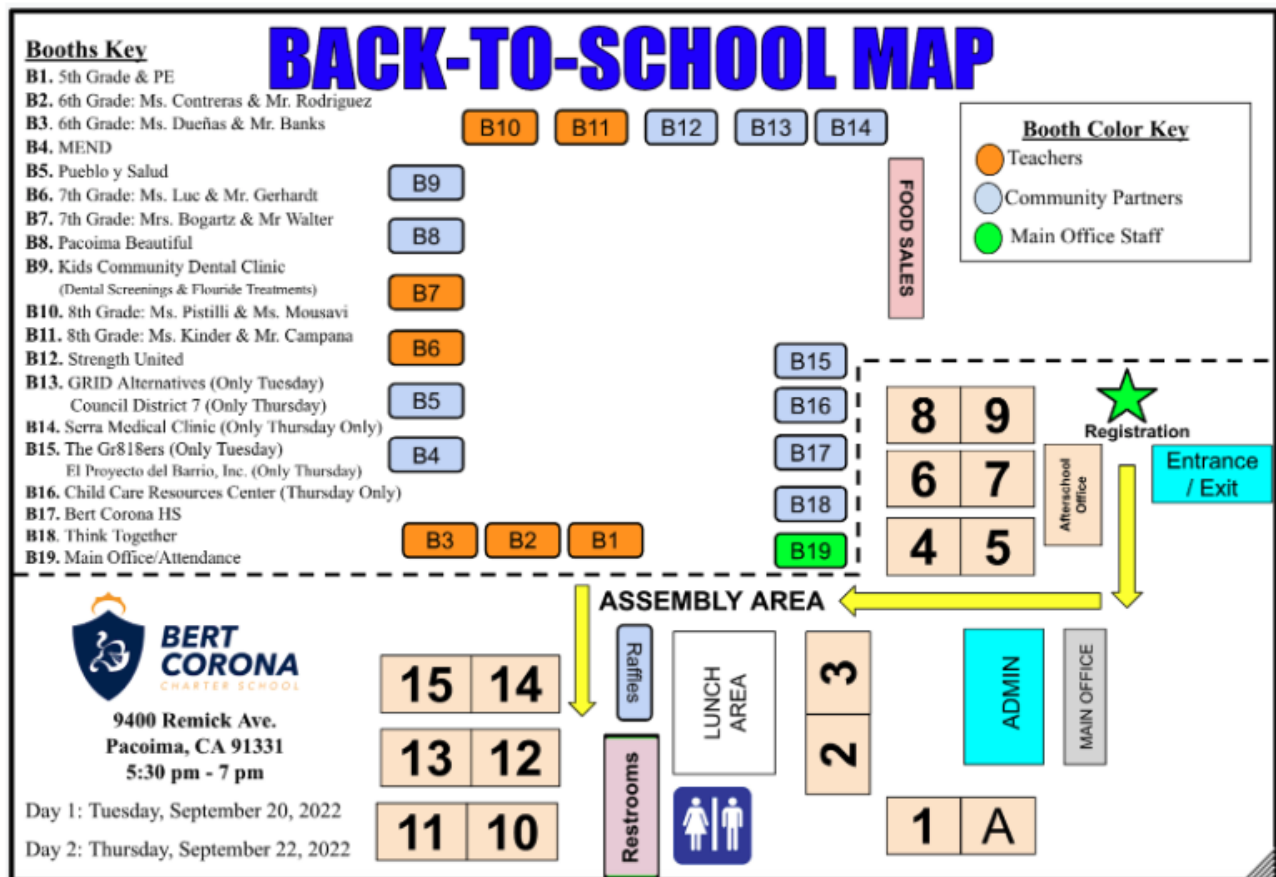 BACK-TO-SCHOOL MAP
Booths Key
B1. 5th Grade & PE
B2. 6th Grade: Ms. Contreras & Mr. Rodriguez
B3. 6th Grade: Ms. Dueñas & Mr. Banks
B4. MEND
B5. Pueblo y Salud
B6. 7th Grade: Ms. Luc & Mr. Gerhardt
B7. 7th Grade: Mrs. Bogartz & Mr Walter
B8. Pacoima Beautiful
B9. Kids Community Dental Clinic
(Dental Screenings & Flouride Treatments)
B10. 8th Grade: Ms. Pistilli & Ms. Mousavi
B11. 8th Grade: Ms. Kinder & Mr. Campana
B12. Strength United
B13. GRID Alternatives (Only Tuesday)
Council District 7 (Only Thursday)
B14. Serra Medical Clinic (Only Thursday Only)
B15. The Gr818ers (Only Tuesday)
El Proyecto del Barrio, Inc. (Only Thursday)
B16. Child Care Resources Center (Thursday Only)
B17. Bert Corona HS
B18. Think Together
B19. Main Office/Attendance
B10 B11 B12 B13 B14
B9
B8
B7
B6
B5
B4
B3 B2 B1
FOOD SALES
B15
B16
B17
B18
B19
Booth Color Key
Teachers
Community Partners
Main Office Staff
8 9
6 7
4 5
Afterschool
Office
Registration
Entrance
/ Exit
ASSEMBLY AREA
BERT
CORONA
CHARTER SCHOOL
9400 Remick Ave.
Pacoima, CA 91331
5:30 pm - 7 pm
Day 1: Tuesday, September 20, 2022
Day 2: Thursday, September 22, 2022
15 14
13 12
11 10
Raffles
Restrooms
LUNCH
AREA
3
2
ADMIN
MAIN OFFICE
1 A